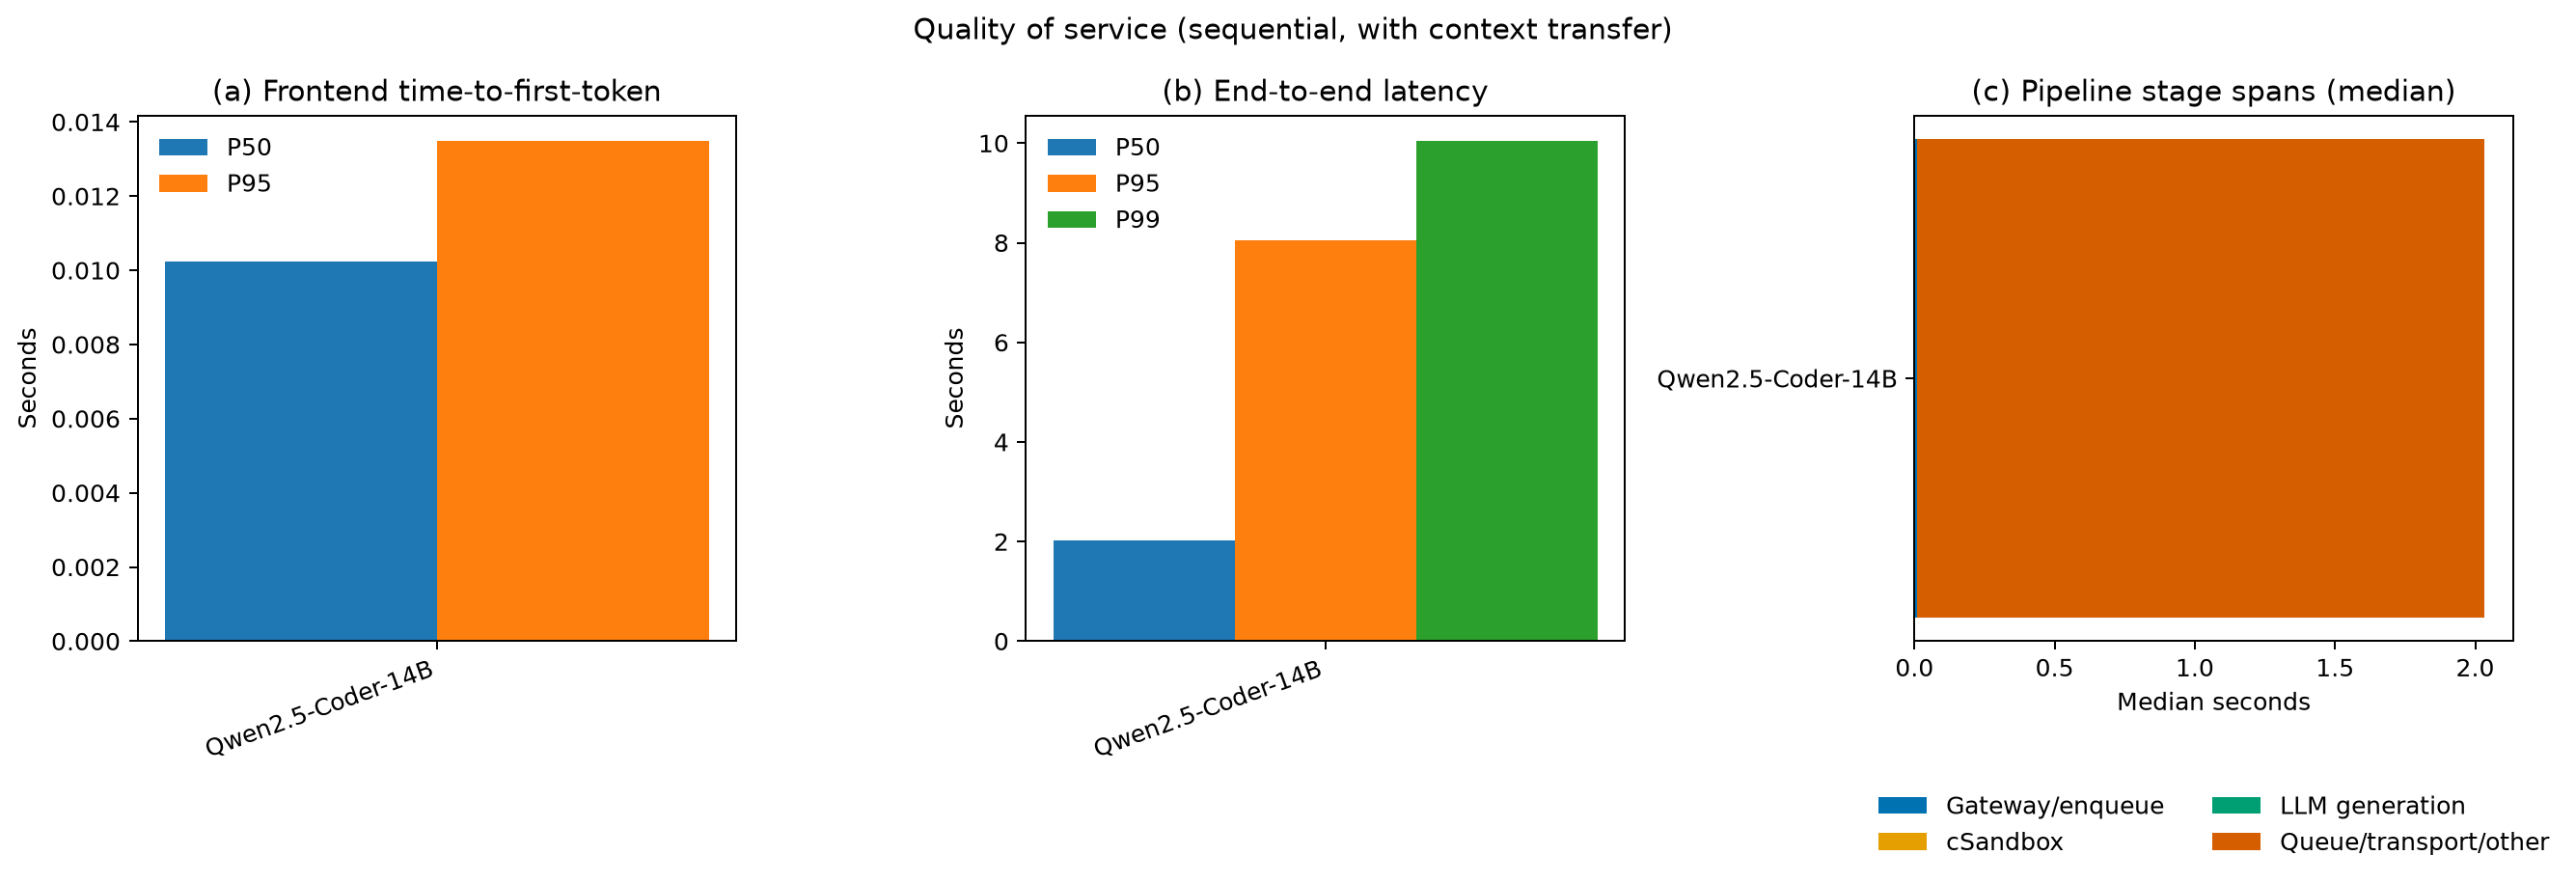 Quality of service (sequential, with context transfer)
(a) Frontend time-to-first-token
0.014
0.012
0.010
0.008
0.006
0.004
0.002
0.000
Seconds
P50
P95
Qwen2.5-Coder-14B
(b) End-to-end latency
10
8
6
4
2
0
Seconds
P50
P95
P99
Qwen2.5-Coder-14B
(c) Pipeline stage spans (median)
Qwen2.5-Coder-14B
0.0 0.5 1.0 1.5 2.0
Median seconds
Gateway/enqueue
cSandbox
LLM generation
Queue/transport/other